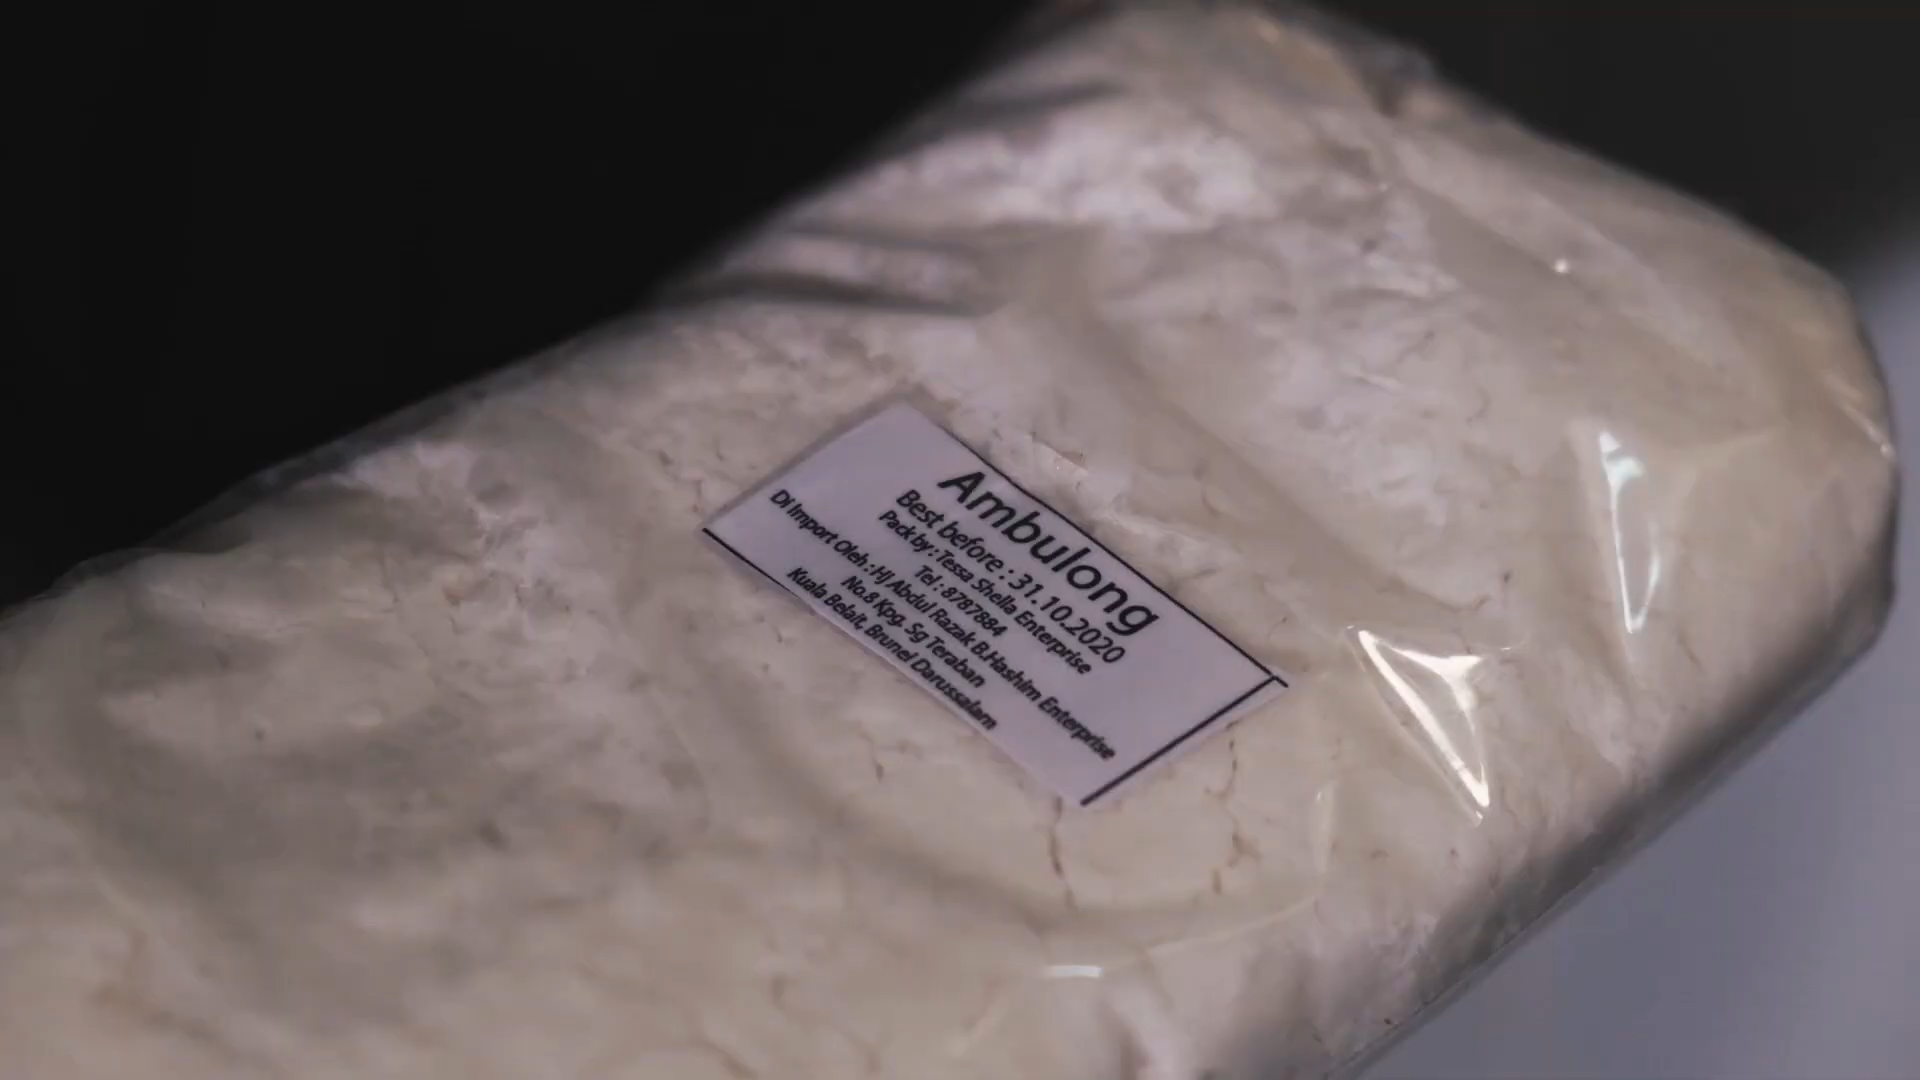 Ambulong
Best before : 31.10.2020
Pack by : Tessa Shella Enterprise
Tel : 8787884
Di Import Oleh : Hj Abdul Razak B.Hashim Enterprise
No.8 Kpg. Sg Teraban
Kuala Belait, Brunei Darussalam